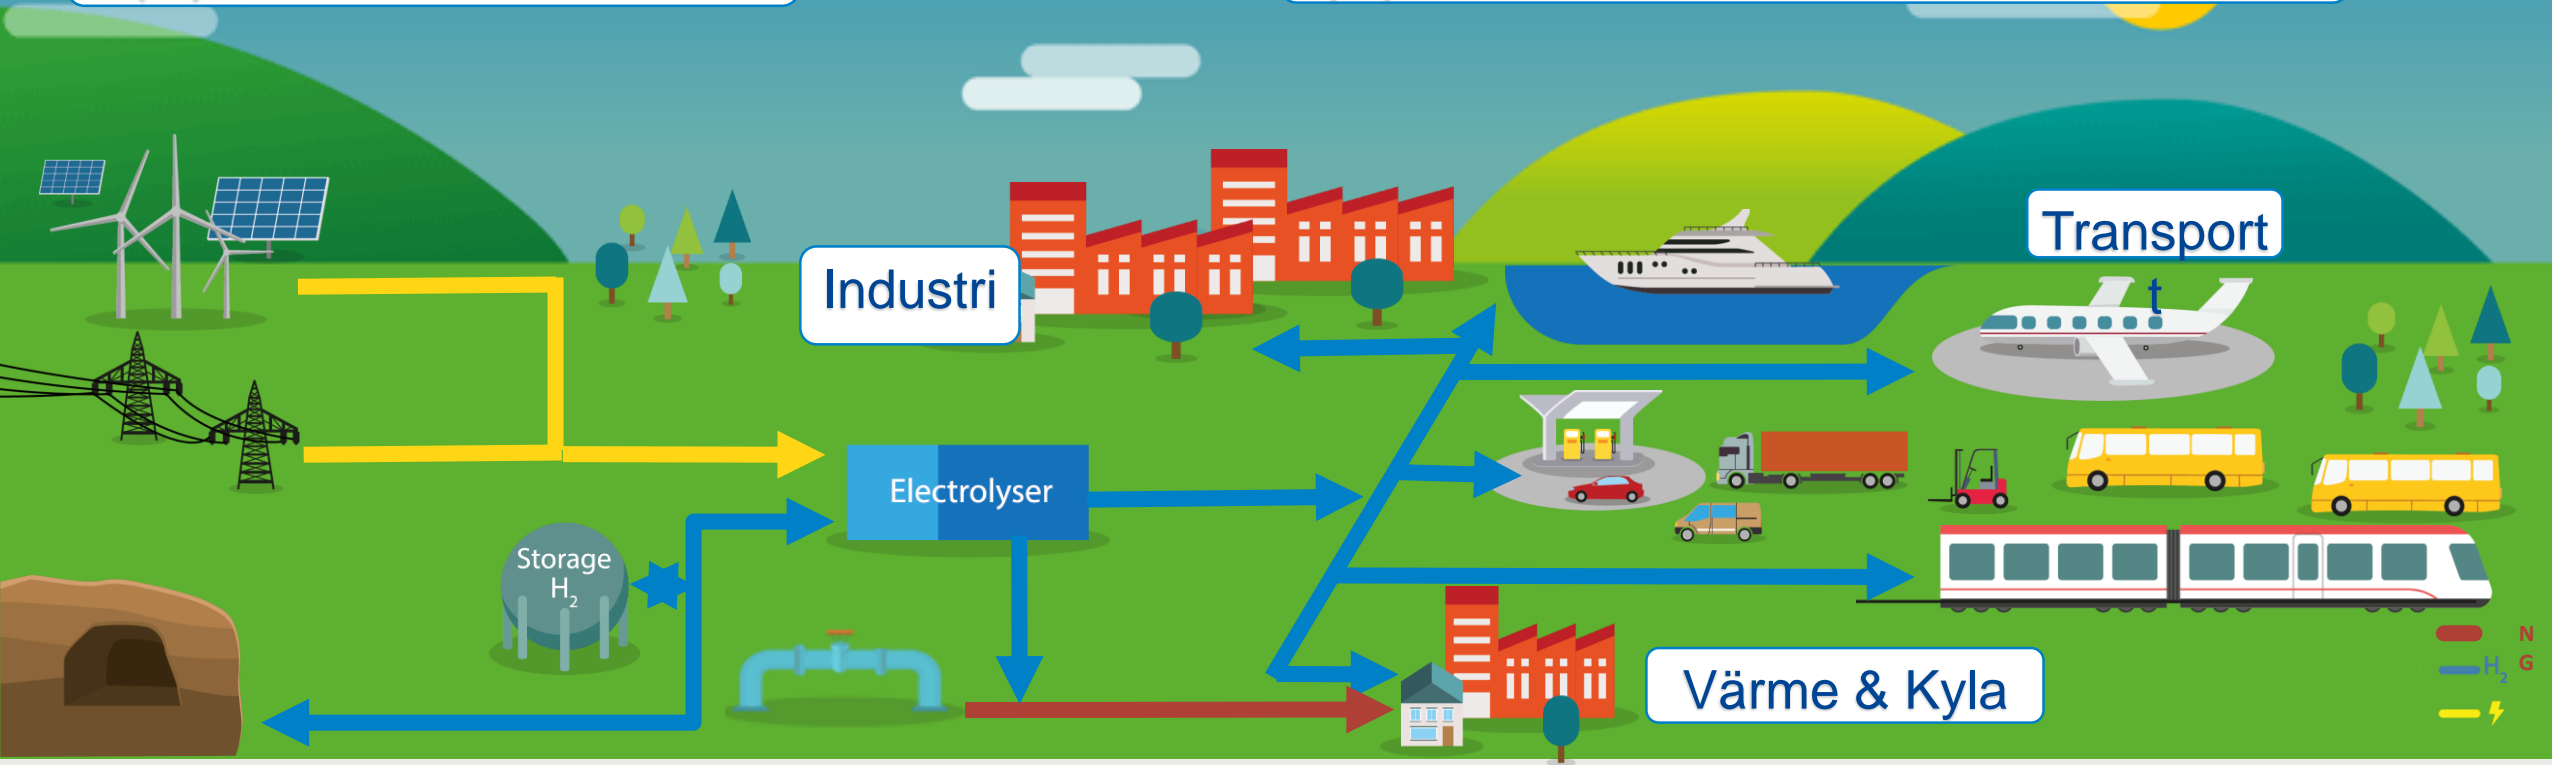 Transport
t
Industri
Electrolyser
Storage
H₂
Värme & Kyla
N
G
H₂